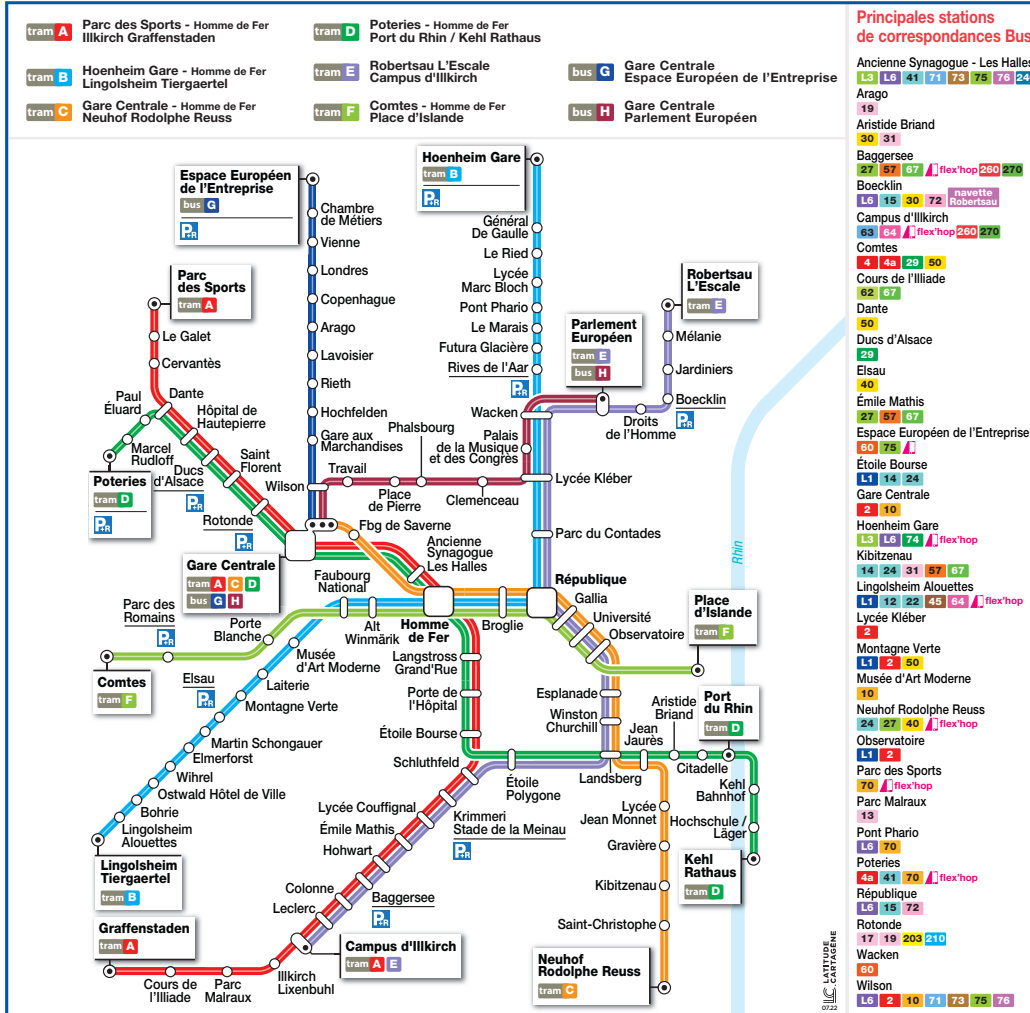 tram A Parc des Sports - Homme de Fer
Illkirch Graffenstaden
tram B Hoenheim Gare - Homme de Fer
Lingolsheim Tiergaertel
tram C Gare Centrale - Homme de Fer
Neuhof Rodolphe Reuss
tram D Poteries - Homme de Fer
Port du Rhin / Kehl Rathaus
tram E Robertsau L'Escale
Campus d'Illkirch
tram F Comtes - Homme de Fer
Place d'Islande
bus G Gare Centrale
Espace Européen de l'Entreprise
bus H Gare Centrale
Parlement Européen
Espace Européen
de l'Entreprise
bus G
P+R
Chambre
de Métiers
Vienne
Londres
Copenhague
Arago
Lavoisier
Rieth
Hochfelden
Gare aux
Marchandises
Wilson
Hoenheim Gare
tram B
P+R
Général
De Gaulle
Le Ried
Lycée
Marc Bloch
Pont Phario
Le Marais
Futura Glacière
Rives de l'Aar
P+R
Robertsau
L'Escale
tram E
Mélanie
Jardiniers
Boecklin
P+R
Droits
de l'Homme
Parlement
Européen
tram E
bus H
Wacken
Palais
de la Musique
et des Congrès
Lycée Kléber
Clemenceau
Phalsbourg
Place
de Pierre
Travail
Parc du Contades
Parc
des Sports
tram A
Le Galet
Cervantès
Dante
Paul
Éluard
Marcel
Rudloff
Poteries
tram D
P+R
Hôpital de
Hautepierre
Ducs
d'Alsace
P+R
Saint
Florent
Rotonde
P+R
Gare Centrale
tram A C D
bus G H
Fbg de Saverne
Ancienne
Synagogue
Les Halles
Faubourg
National
Alt
Winmärik
Homme
de Fer
Broglie
République
Gallia
Université
Observatoire
Place
d'Islande
tram F
Parc des
Romains
P+R
Porte
Blanche
Comtes
tram F
Musée
d'Art Moderne
Laiterie
Montagne Verte
Elsau
P+R
Martin Schongauer
Elmerforst
Wihrel
Ostwald Hôtel de Ville
Bohrie
Lingolsheim
Alouettes
Lingolsheim
Tiergaertel
tram B
Langstross
Grand'Rue
Porte de
l'Hôpital
Étoile Bourse
Schluthfeld
Étoile
Polygone
Krimmeri
Stade de la Meinau
P+R
Lycée Couffignal
Émile Mathis
Hohwart
Baggersee
P+R
Colonne
Leclerc
Campus d'Illkirch
tram A E
Illkirch
Lixenbuhl
Parc
Malraux
Cours de
l'Illiade
Graffenstaden
tram A
Esplanade
Winston
Churchill
Landsberg
Jean
Jaurès
Aristide
Briand
Citadelle
Port
du Rhin
tram D
Kehl
Bahnhof
Hochschule /
Läger
Kehl
Rathaus
tram D
Lycée
Jean Monnet
Gravière
Kibitzenau
Saint-Christophe
Neuhof
Rodolphe Reuss
tram C
Rhin
LATITUDE
CARTAGÈNE
07.22
Principales stations
de correspondances Bus
Ancienne Synagogue - Les Halles
L3 L6 41 71 73 75 76
Arago
19
Aristide Briand
30 31
Baggersee
27 57 67 flex'hop 260 270
Boecklin
L6 15 30 72 navette
Robertsau
Campus d'Illkirch
63 64 flex'hop 260 270
Comtes
4 4a 29 50
Cours de l'Illiade
62 67
Dante
50
Ducs d'Alsace
29
Elsau
40
Émile Mathis
27 57 67
Espace Européen de l'Entreprise
60 75
Étoile Bourse
L1 14 24
Gare Centrale
2 10
Hoenheim Gare
L3 L6 74 flex'hop
Kibitzenau
14 24 31 57 67
Lingolsheim Alouettes
L1 12 22 45 64 flex'hop
Lycée Kléber
2
Montagne Verte
L1 2 50
Musée d'Art Moderne
10
Neuhof Rodolphe Reuss
24 27 40 flex'hop
Observatoire
L1 2
Parc des Sports
70 flex'hop
Parc Malraux
13
Pont Phario
L6 70
Poteries
4a 41 70 flex'hop
République
L6 15 72
Rotonde
17 19 203 210
Wacken
60
Wilson
L6 2 10 71 73 75 76